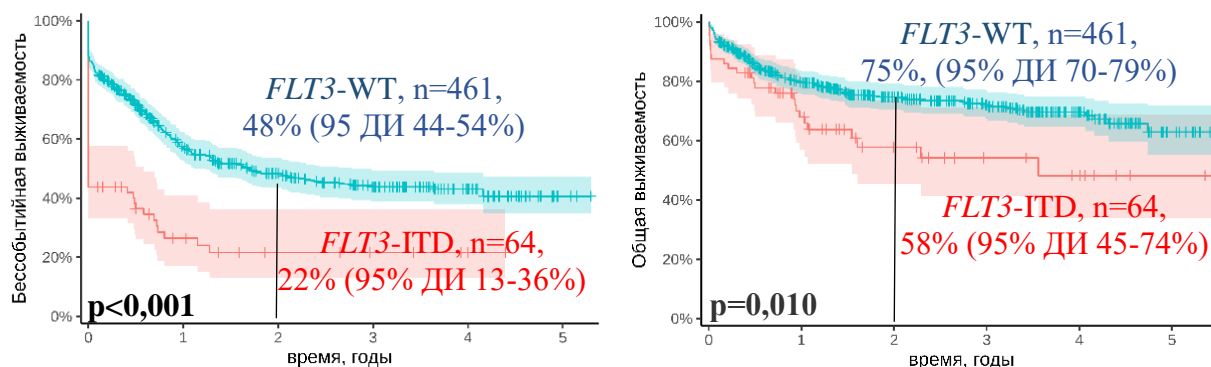 100%
80%
60%
40%
20%
0%
Бессобытийная выживаемость
FLT3-WT, n=461,
48% (95 ДИ 44-54%)
FLT3-ITD, n=64,
22% (95% ДИ 13-36%)
p<0,001
0 1 2 3 4 5
время, годы
100%
80%
60%
40%
20%
0%
Общая выживаемость
FLT3-WT, n=461,
75%, (95% ДИ 70-79%)
FLT3-ITD, n=64,
58% (95% ДИ 45-74%)
p=0,010
0 1 2 3 4 5
время, годы